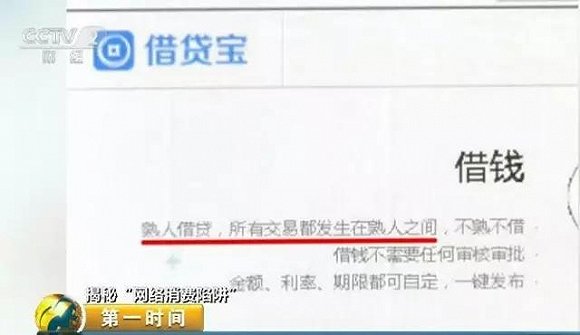 CCTV 2
财经
借贷宝
借钱
熟人借贷，所有交易都发生在熟人之间，不熟不借·
借钱不需要任何审核审批·
金额、利率、期限都可自定，一键发布·
揭秘“网络消费陷阱”
第一时间